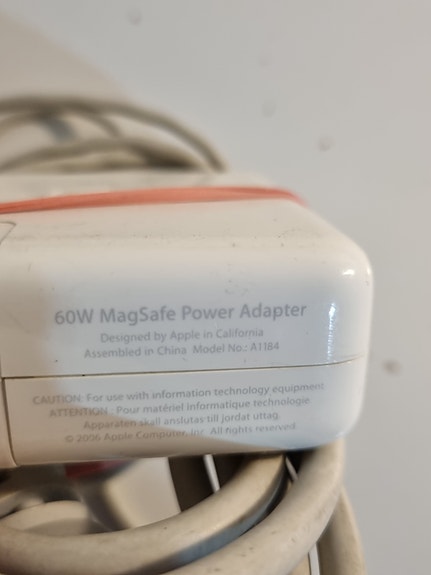 60W MagSafe Power Adapter
Designed by Apple in California
Assembled in China Model No.: A1184
CAUTION: For use with information technology equipment
ATTENTION : Pour matériel informatique technologie
Apparaten skall anslutas till jordat uttag.
© 2006 Apple Computer, Inc. All rights reserved.